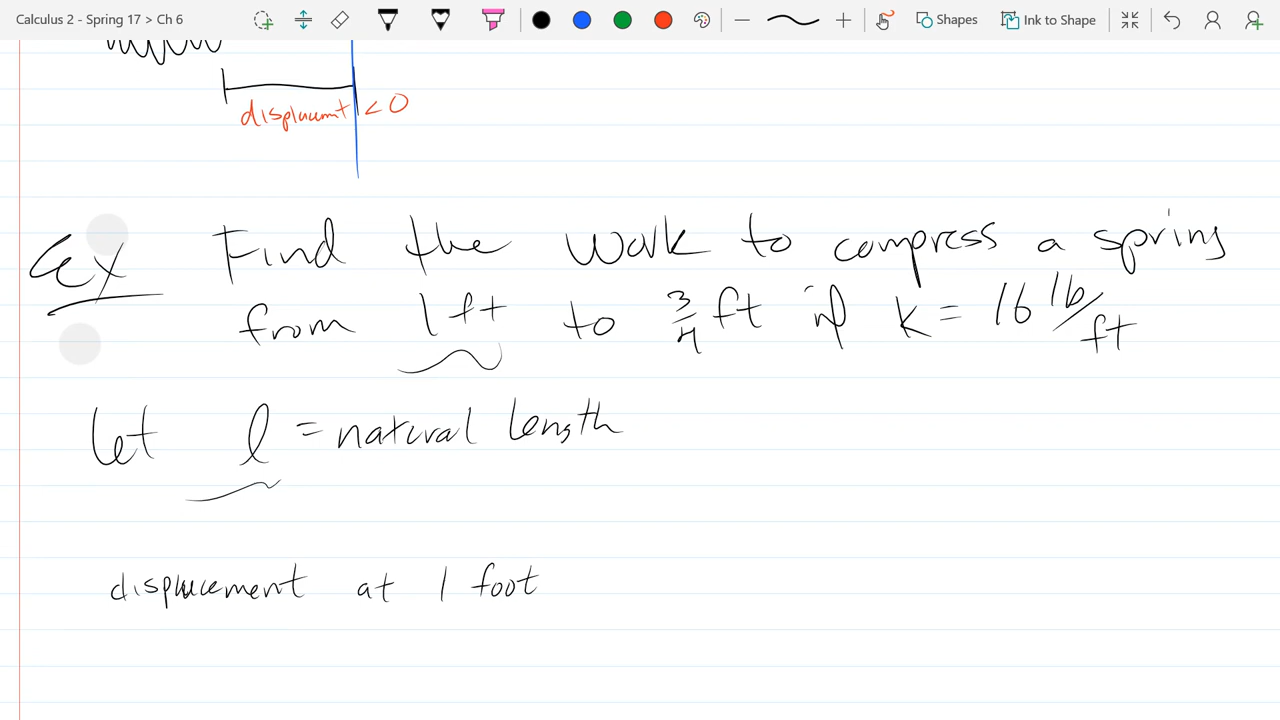 Calculus 2 - Spring 17 > Ch 6 Shapes Ink to Shape
displacemt < 0
Ex Find the work to compress a spring
from 1 ft to 3/4 ft if k = 16 lb/ft
Let l = natural length
displacement at 1 foot